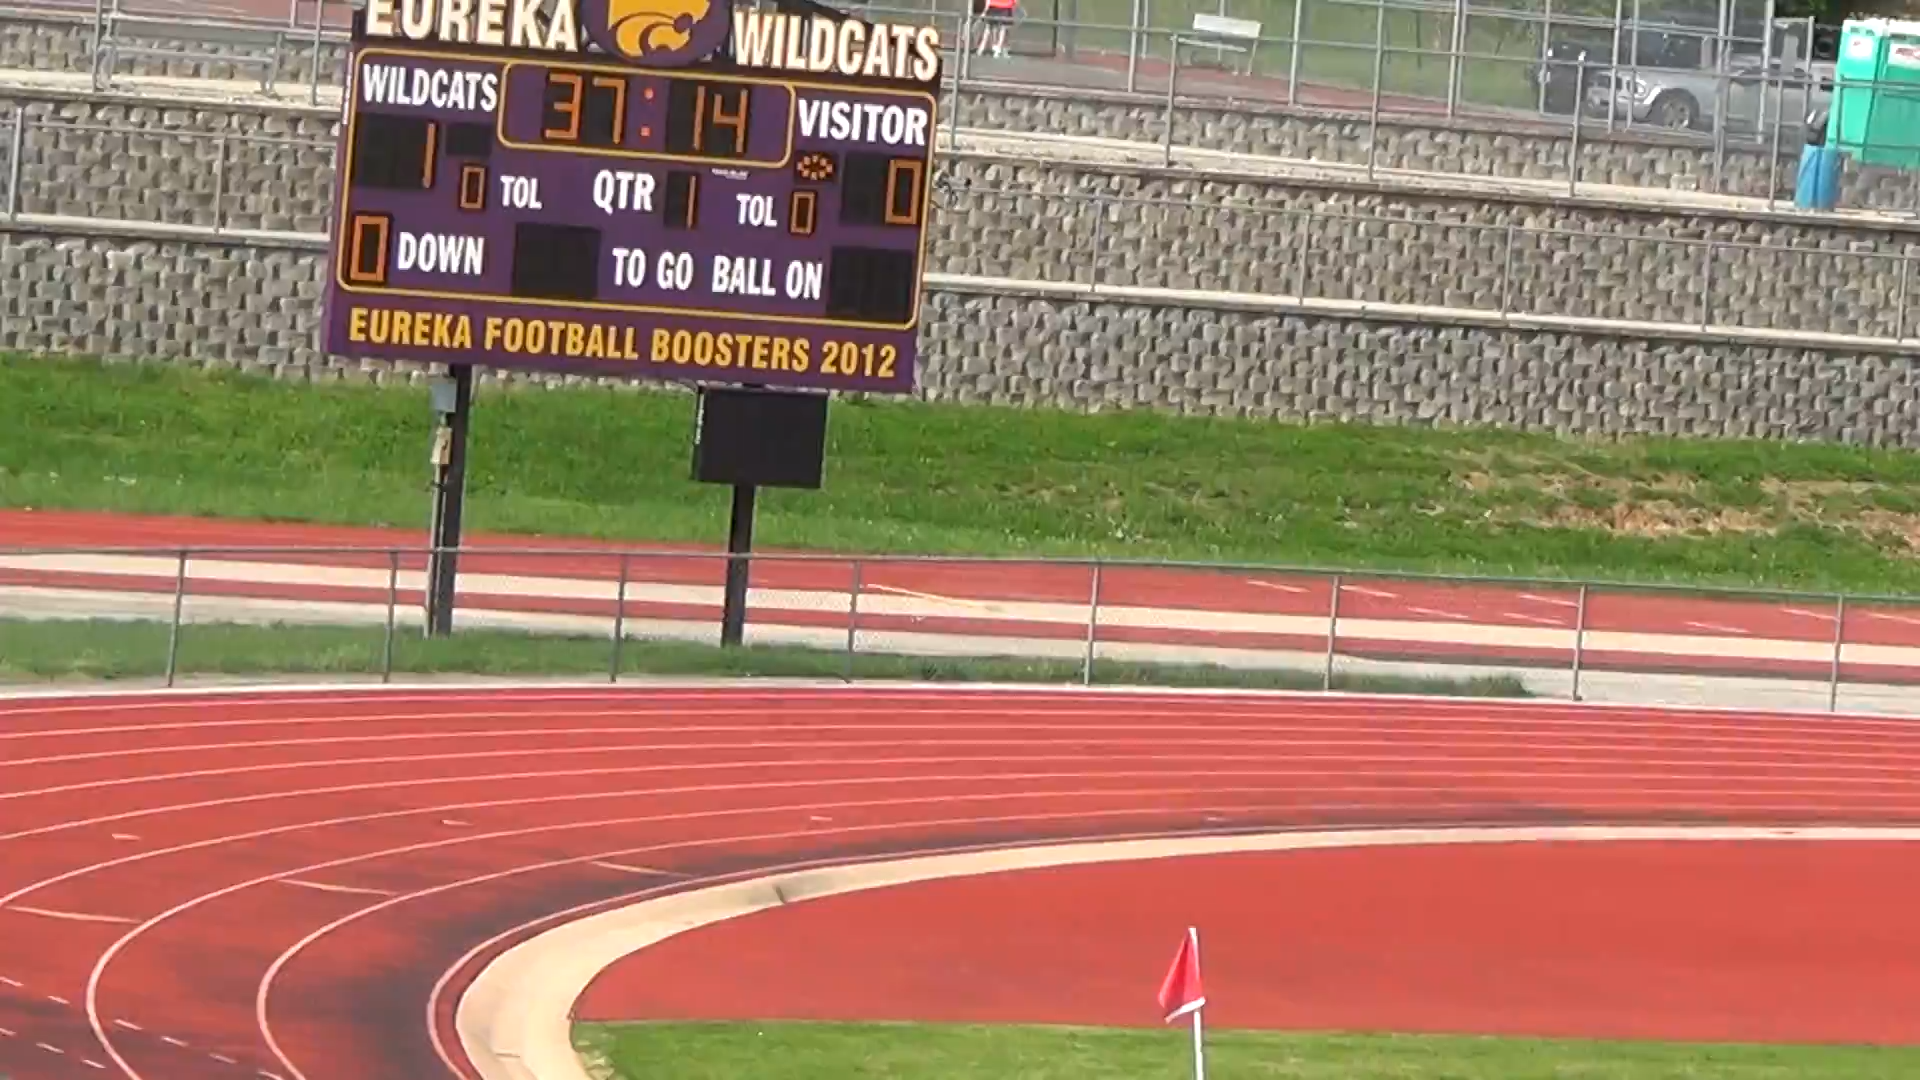 EUREKA WILDCATS
WILDCATS 37:14 VISITOR
1 0 TOL QTR 1 TOL 0 0
0 DOWN TO GO BALL ON
EUREKA FOOTBALL BOOSTERS 2012